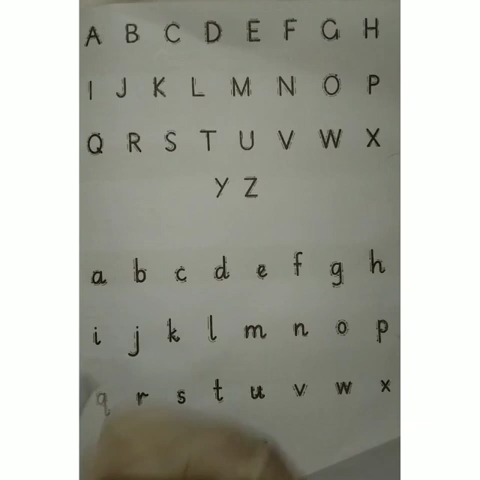 A B C D E F G H
I J K L M N O P
Q R S T U V W X
Y Z
a b c d e f g h
i j k l m n o p
q r s t u v w x